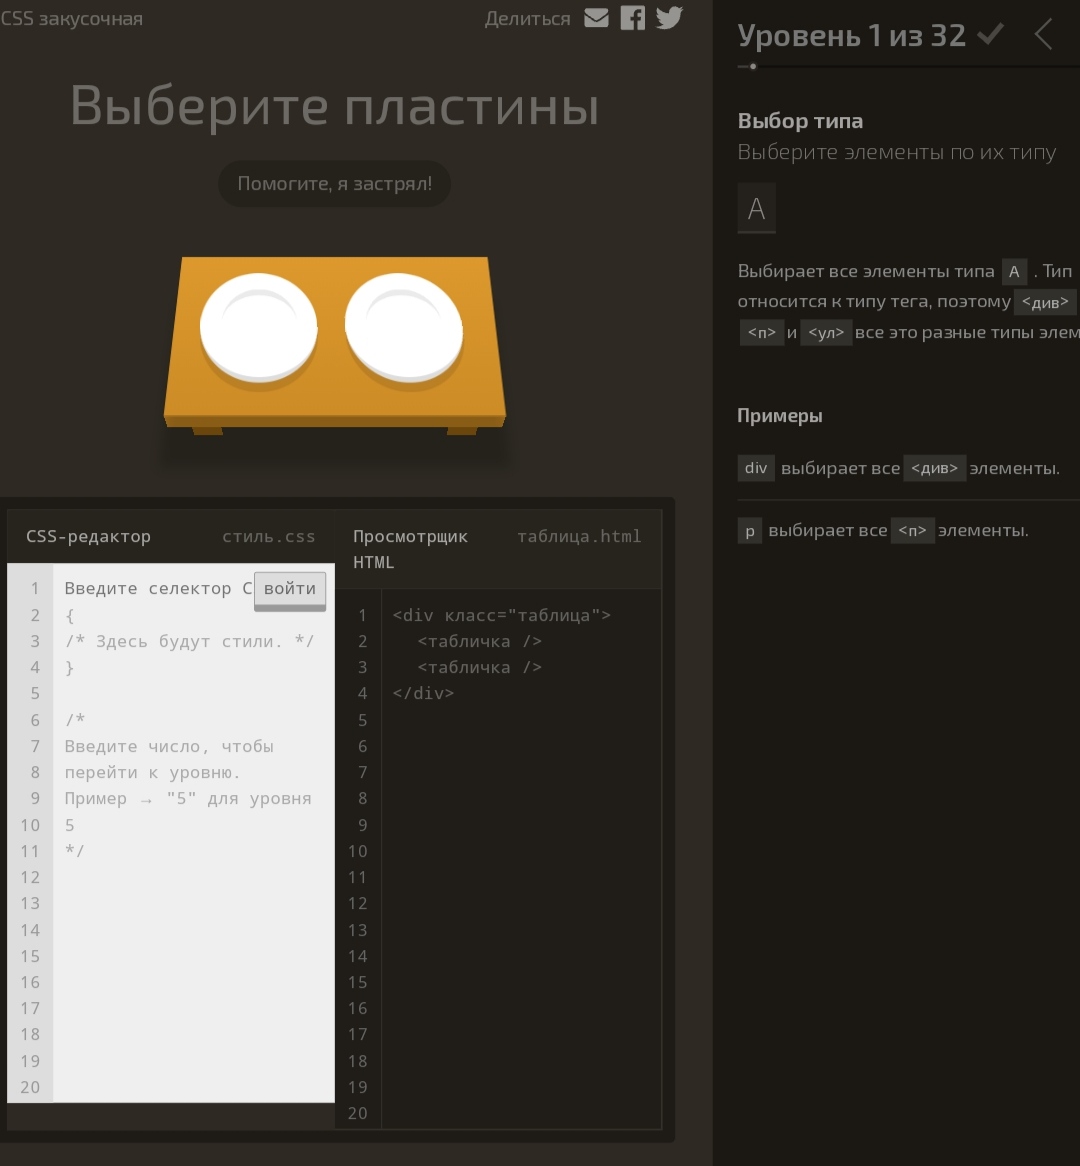 CSS закусочная
Делиться
Выберите пластины
Помогите, я застрял!
CSS-редактор
стиль.css
1 Введите селектор C
войти
2 {
3 /* Здесь будут стили. */
4 }
5
6 /*
7 Введите число, чтобы
8 перейти к уровню.
9 Пример → "5" для уровня
10 5
11 */
12
13
14
15
16
17
18
19
20
Просмотрщик
HTML
таблица.html
1 <div класс="таблица">
2 <табличка />
3 <табличка />
4 </div>
5
6
7
8
9
10
11
12
13
14
15
16
17
18
19
20
Уровень 1 из 32
Выбор типа
Выберите элементы по их типу
A
Выбирает все элементы типа A . Тип
относится к типу тега, поэтому <див>
<п> и <ул> все это разные типы элем
Примеры
div выбирает все <див> элементы.
p выбирает все <п> элементы.